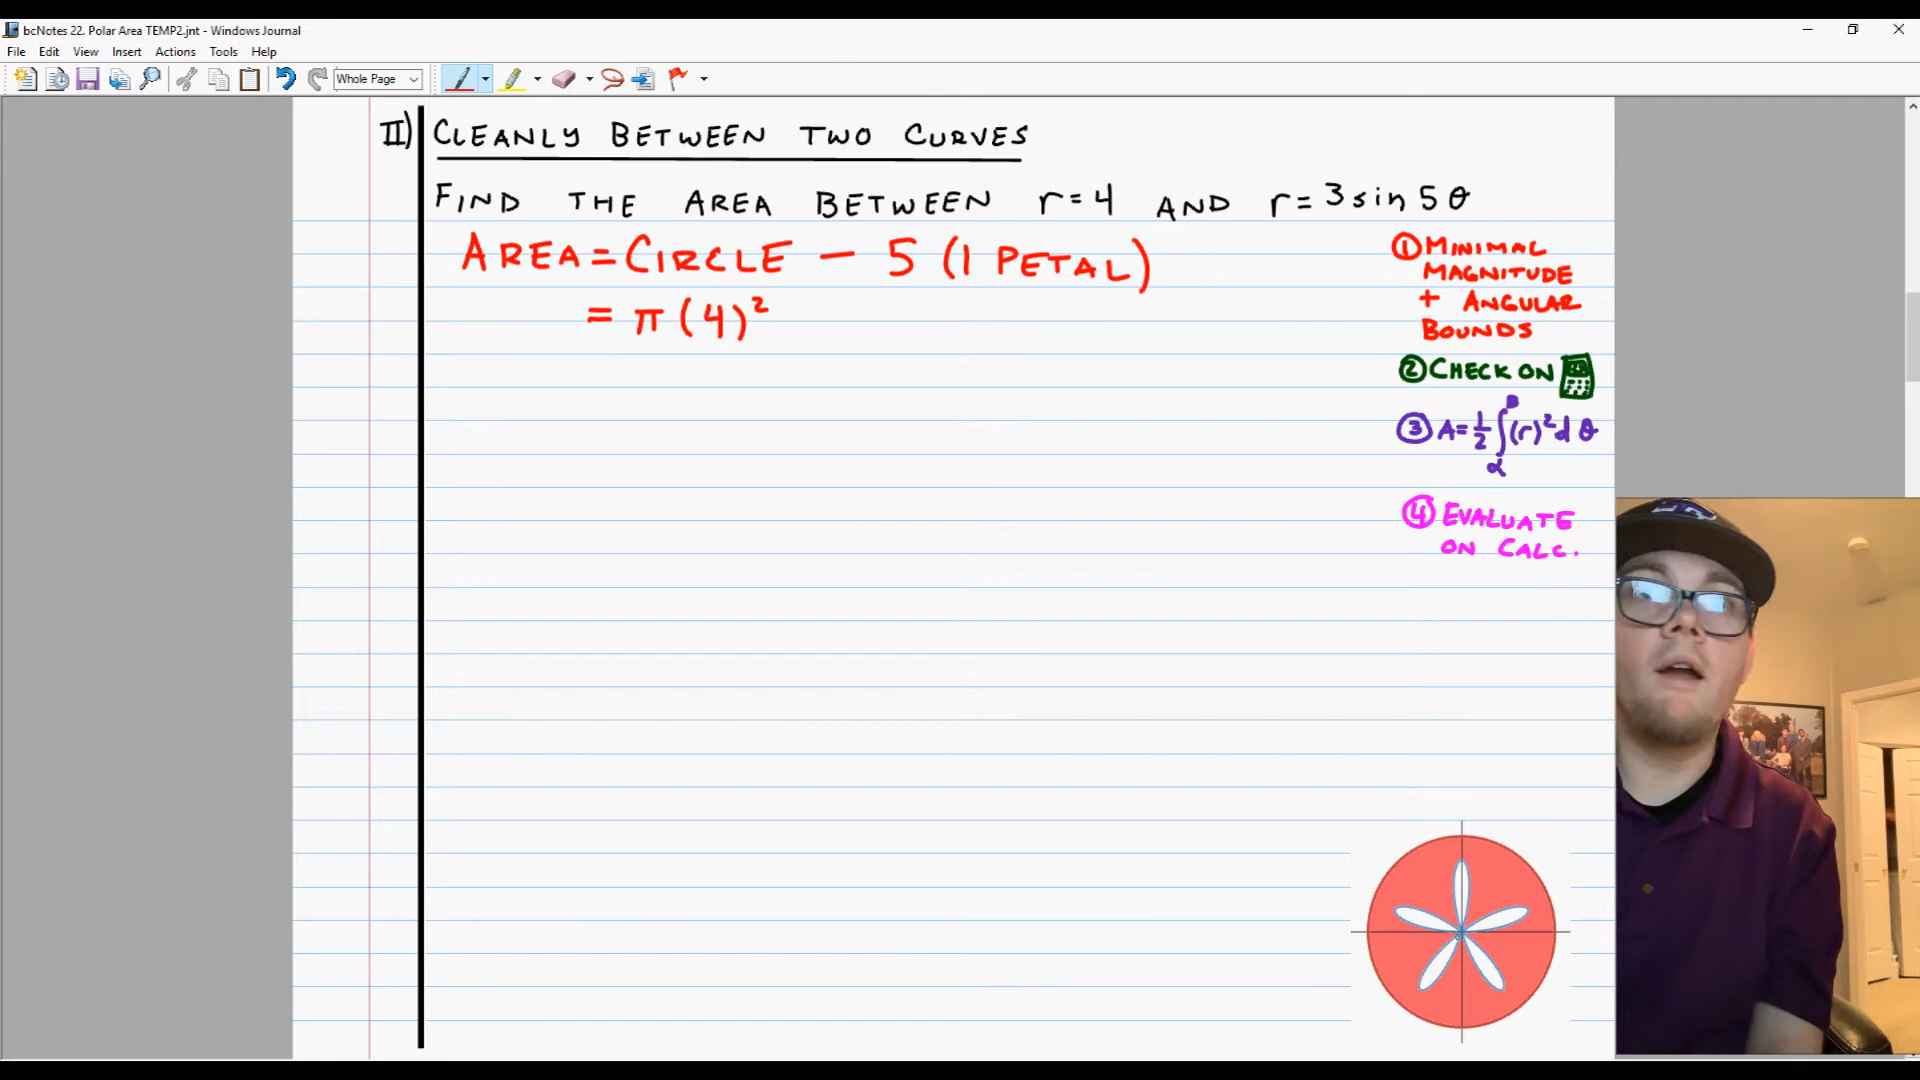 bcNotes 22. Polar Area TEMP2.jnt - Windows Journal
File Edit View Insert Actions Tools Help
Whole Page
II) CLEANLY BETWEEN TWO CURVES
FIND THE AREA BETWEEN r=4 AND r=3sin5θ
AREA=CIRCLE - 5 (1 PETAL)
= π(4)²
① MINIMAL
MAGNITUDE
+ ANGULAR
BOUNDS
② CHECK ON
③ A=½∫(r)²dθ
α
④ EVALUATE
ON CALC.